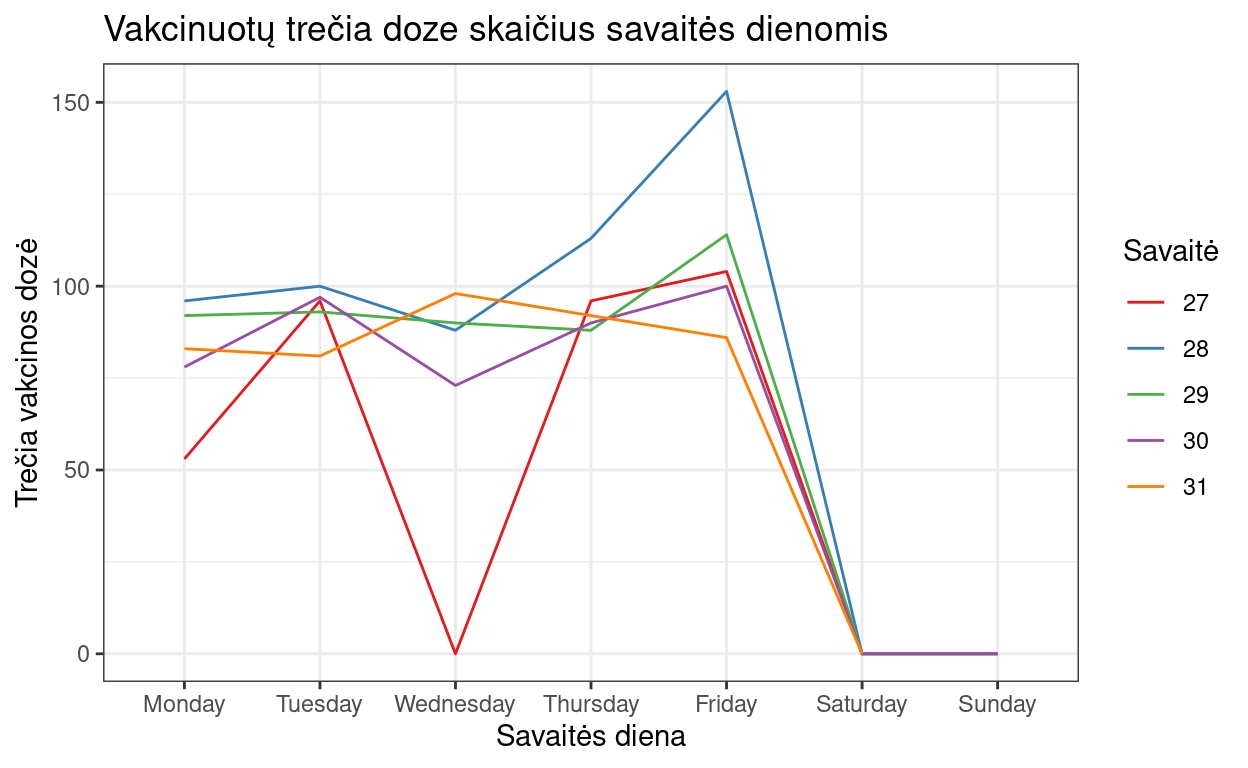 Vakcinuotų trečia doze skaičius savaitės dienomis
Trečia vakcinos dozė
150
100
50
0
Monday Tuesday Wednesday Thursday Friday Saturday Sunday
Savaitės diena
Savaitė
27
28
29
30
31